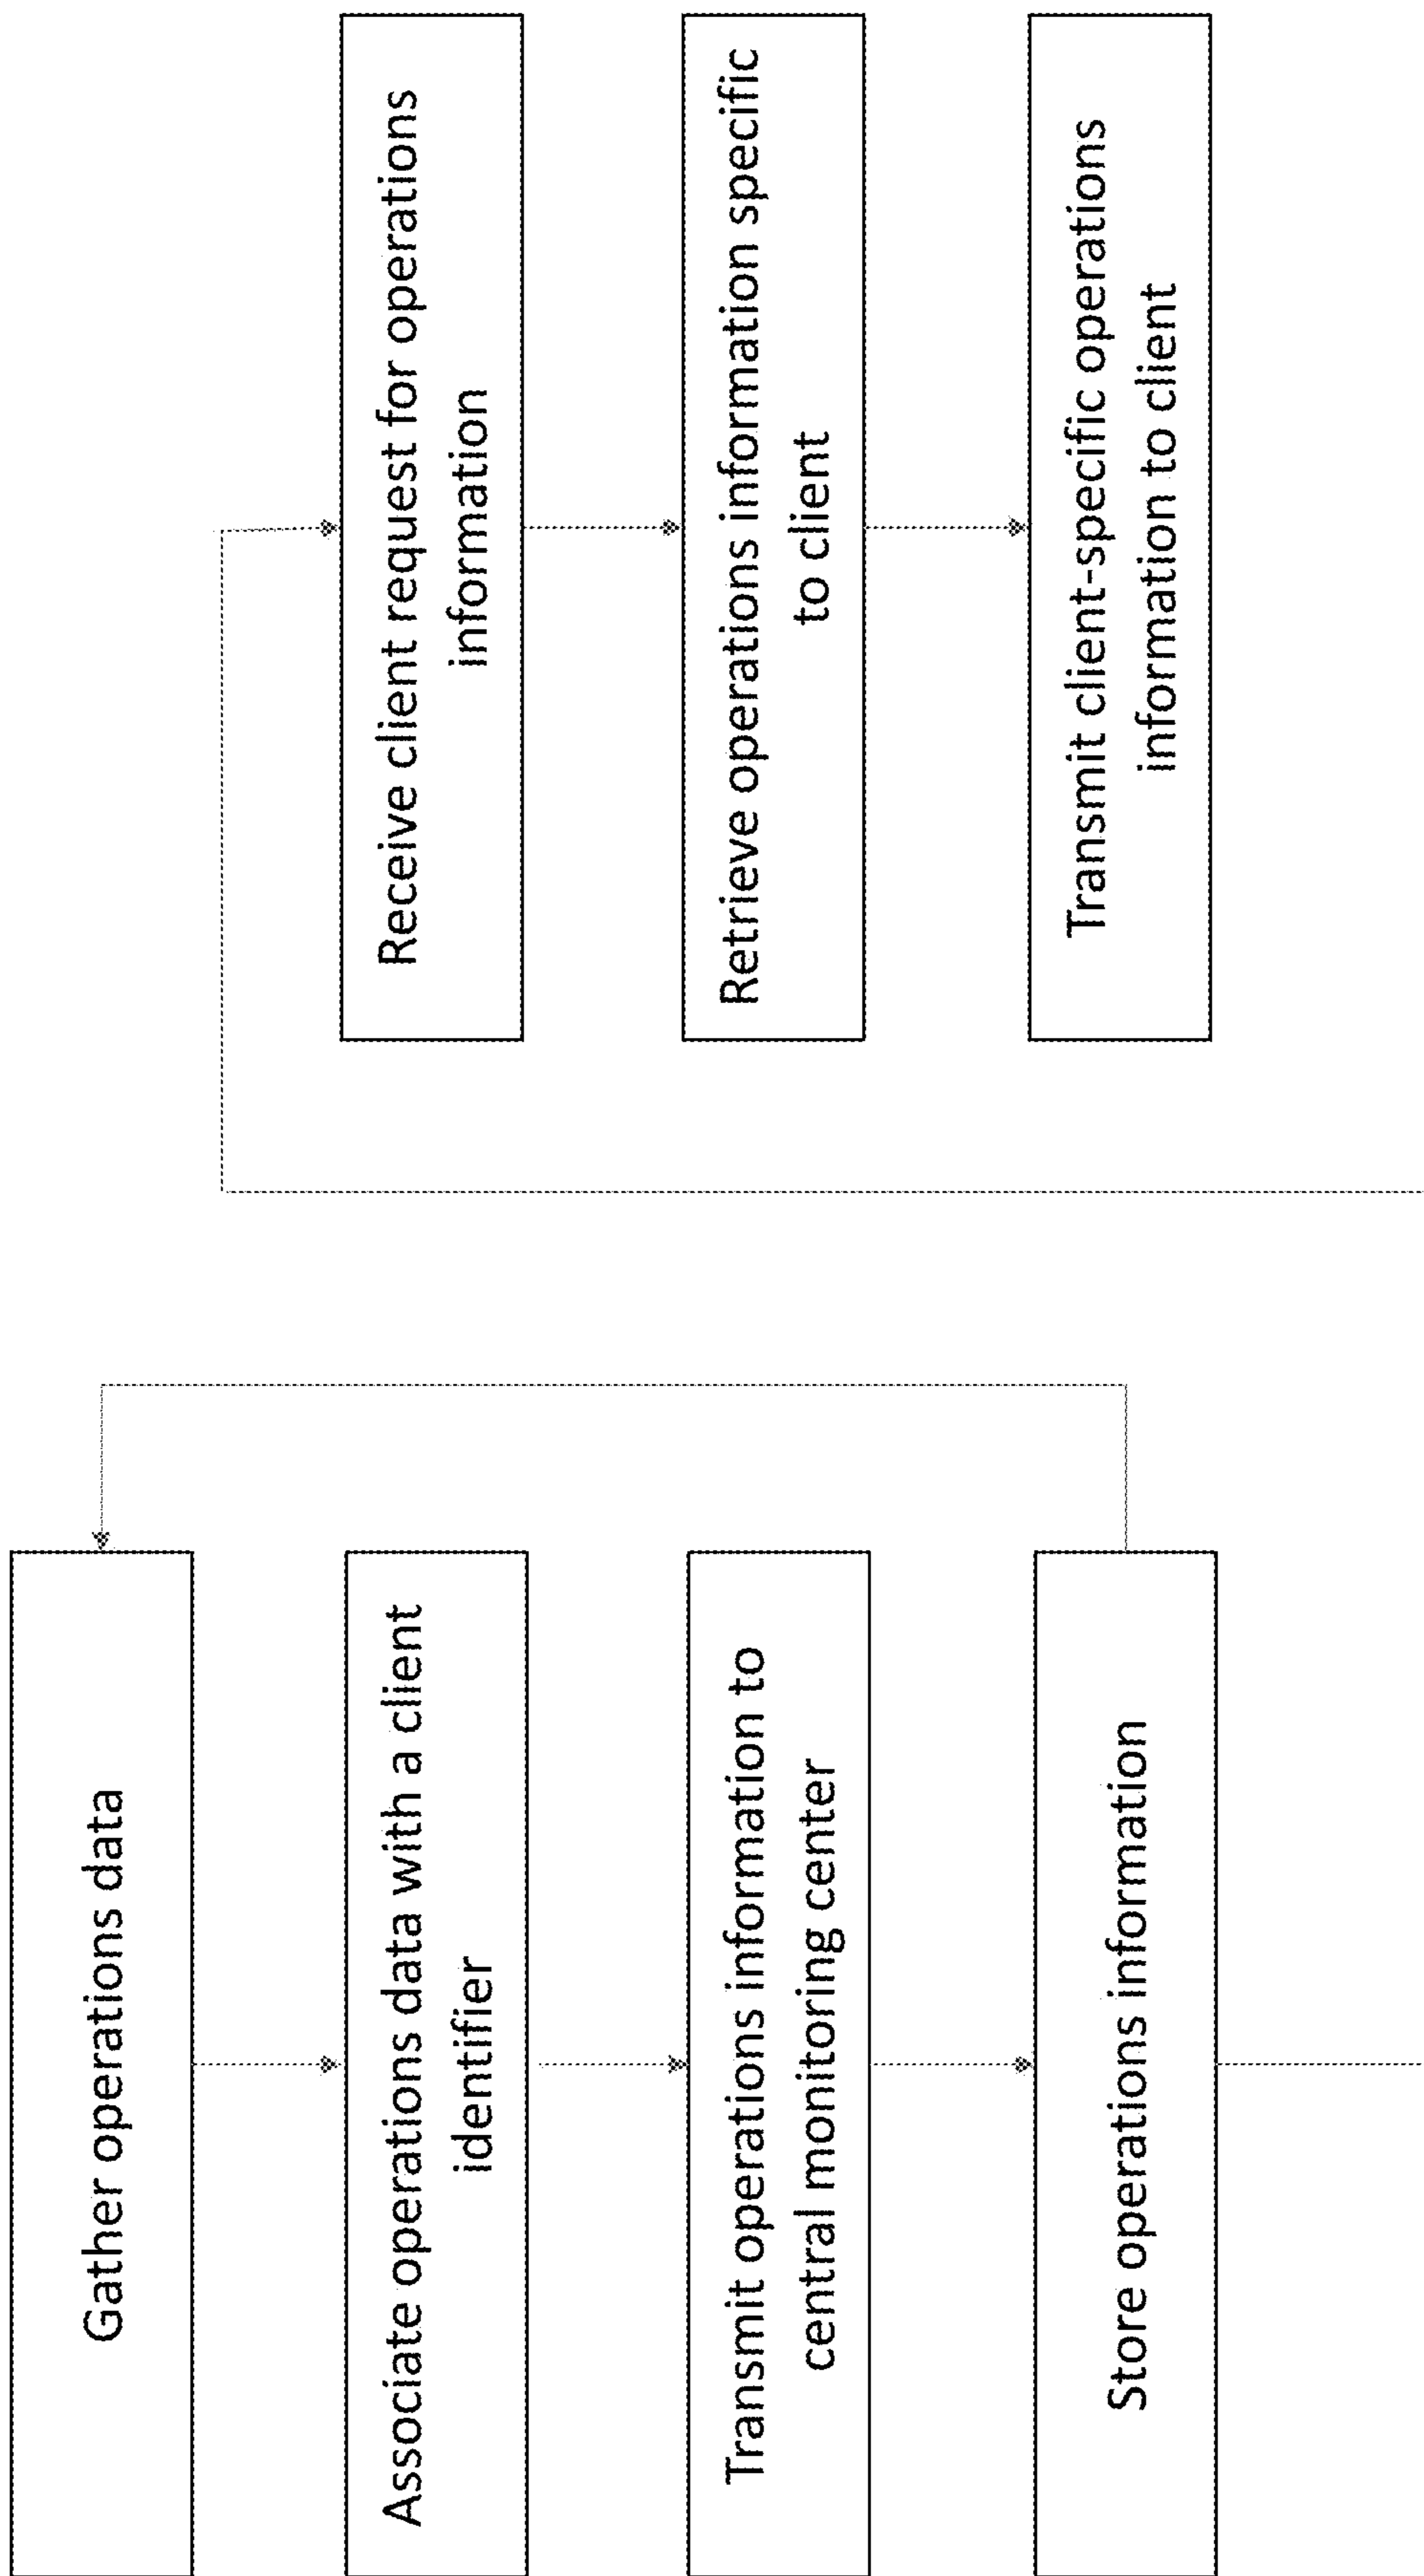 Gather operations data
Associate operations data with a client
identifier
Transmit operations information to
central monitoring center
Store operations information
Receive client request for operations
information
Retrieve operations information specific
to client
Transmit client-specific operations
information to client